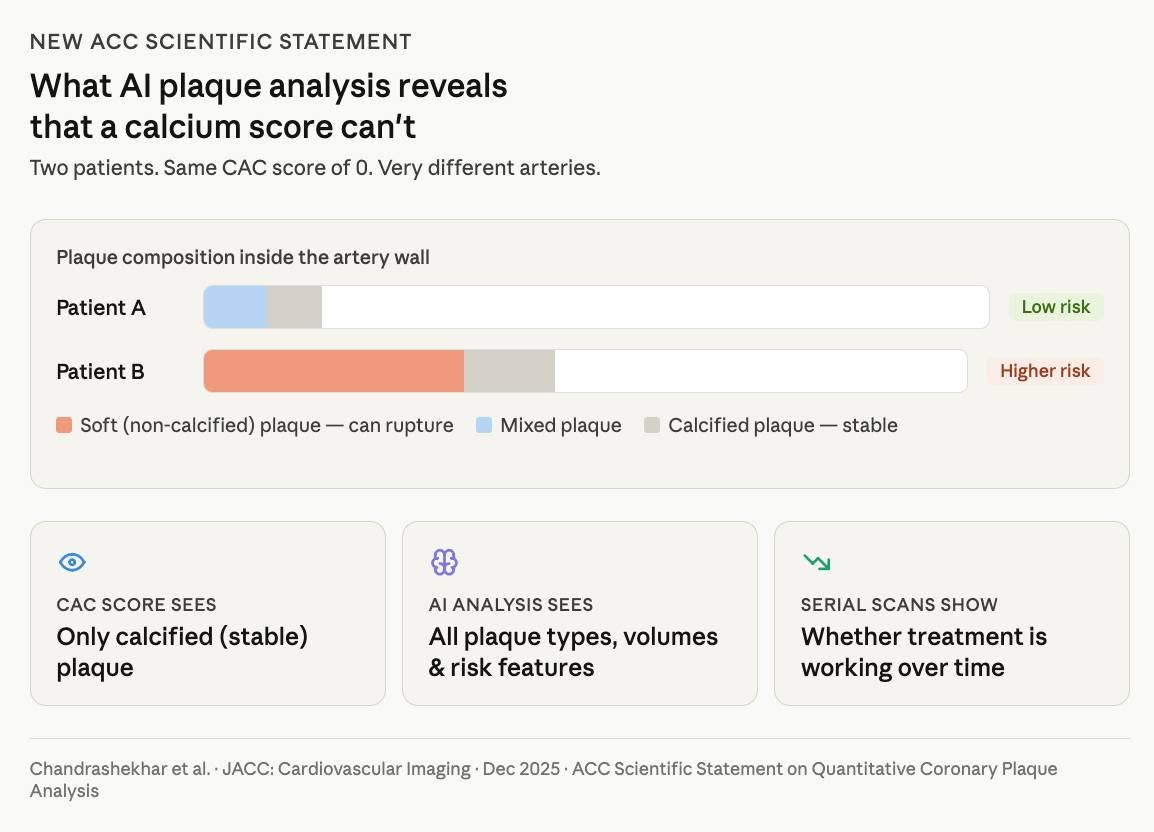 NEW ACC SCIENTIFIC STATEMENT
What AI plaque analysis reveals
that a calcium score can't
Two patients. Same CAC score of 0. Very different arteries.
Plaque composition inside the artery wall
Patient A
Low risk
Patient B
Higher risk
Soft (non-calcified) plaque — can rupture Mixed plaque Calcified plaque — stable
CAC SCORE SEES
Only calcified (stable)
plaque
AI ANALYSIS SEES
All plaque types, volumes
& risk features
SERIAL SCANS SHOW
Whether treatment is
working over time
Chandrashekhar et al. · JACC: Cardiovascular Imaging · Dec 2025 · ACC Scientific Statement on Quantitative Coronary Plaque
Analysis